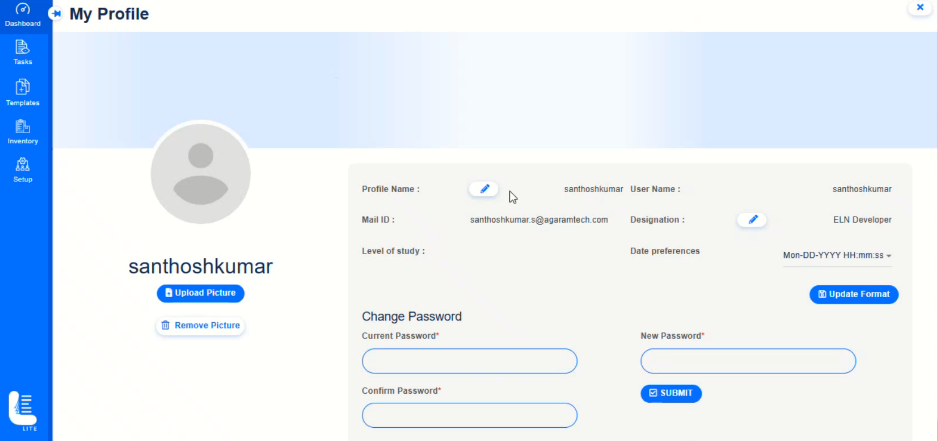 Dashboard
My Profile
Tasks
Templates
Inventory
Setup
Profile Name :
santhoshkumar
User Name :
santhoshkumar
Mail ID :
santhoshkumar.s@agaramtech.com
Designation :
ELN Developer
Level of study :
Date preferences
Mon-DD-YYYY HH:mm:ss
santhoshkumar
Upload Picture
Remove Picture
Update Format
Change Password
Current Password*
New Password*
Confirm Password*
SUBMIT
LITE